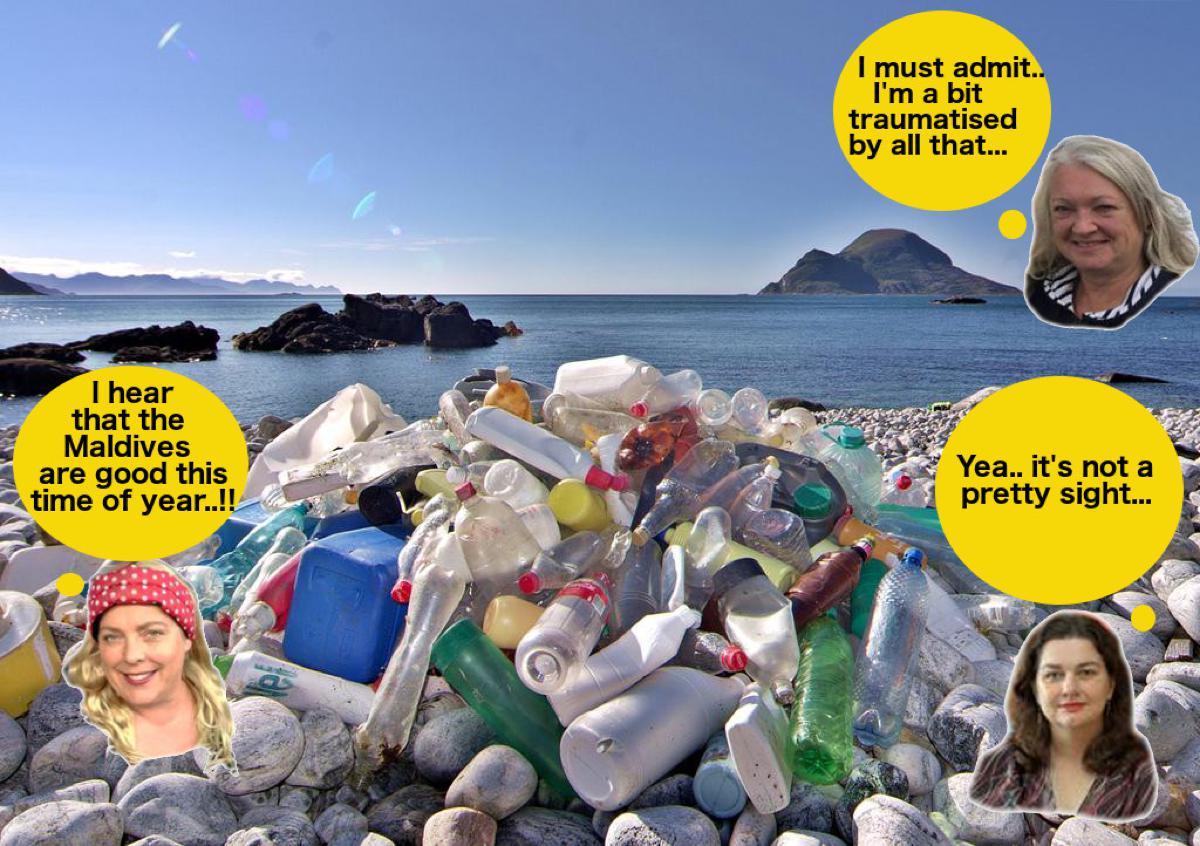 I must admit..
I'm a bit
traumatised
by all that...
I hear
that the
Maldives
are good this
time of year..!!
Yea.. it's not a
pretty sight...